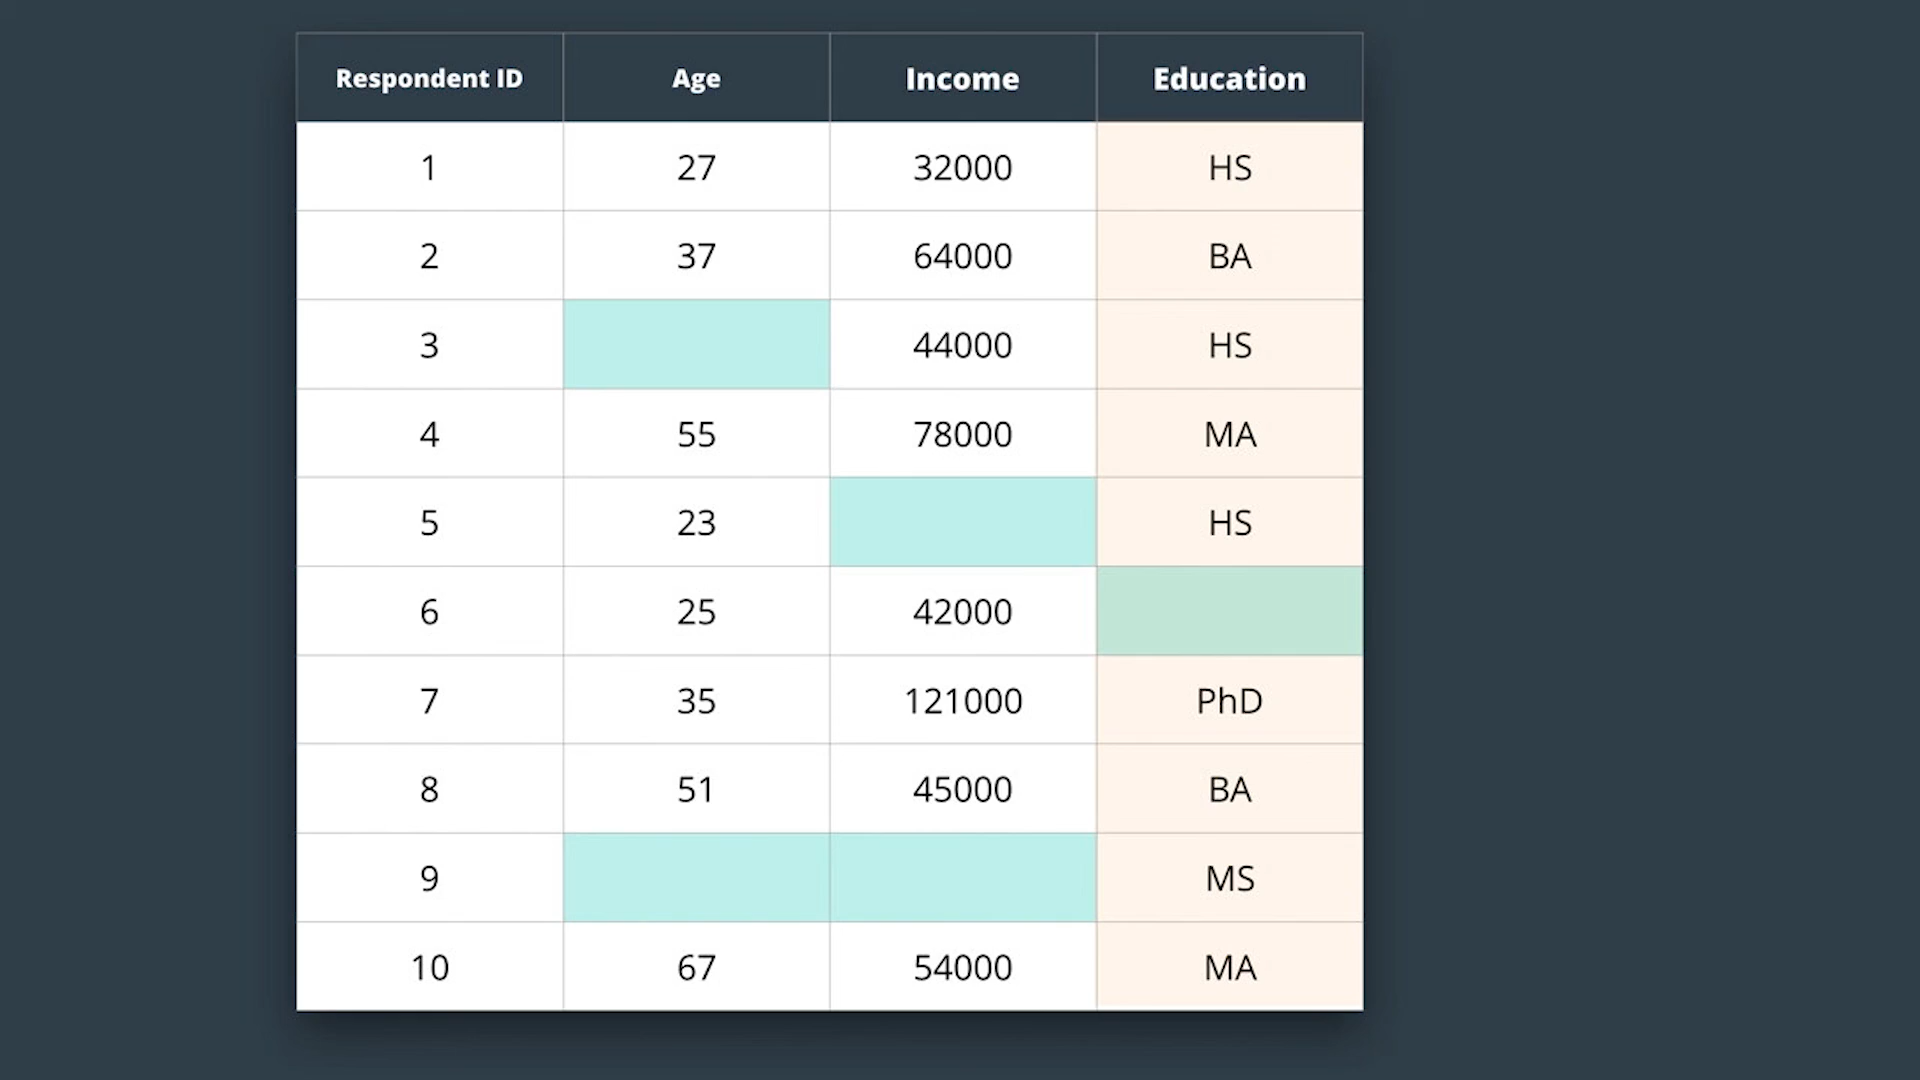 Respondent ID Age Income Education
1 27 32000 HS
2 37 64000 BA
3 44000 HS
4 55 78000 MA
5 23 HS
6 25 42000
7 35 121000 PhD
8 51 45000 BA
9 MS
10 67 54000 MA